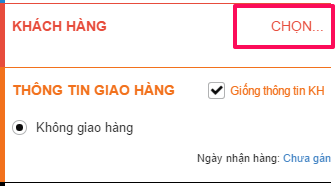 KHÁCH HÀNG CHỌN...
THÔNG TIN GIAO HÀNG Giống thông tin KH
Không giao hàng
Ngày nhận hàng: Chưa gán